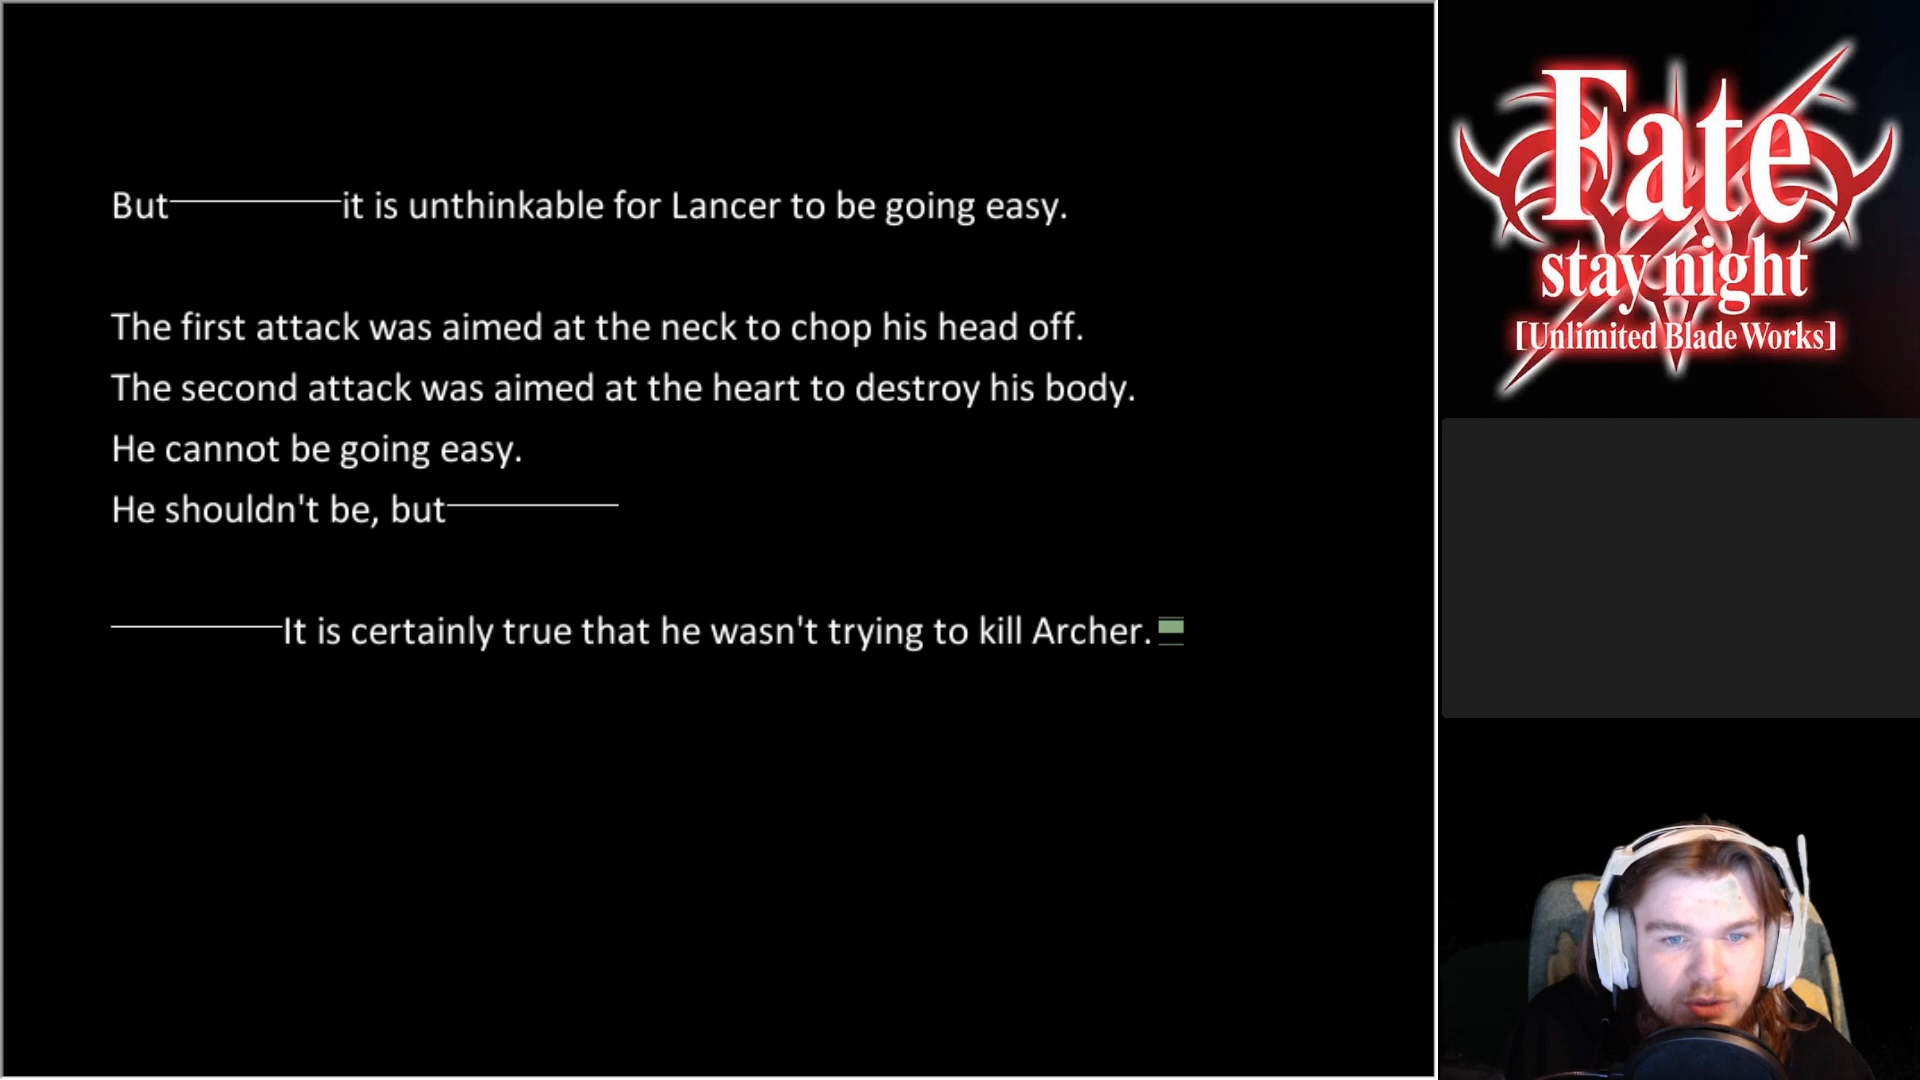 But————it is unthinkable for Lancer to be going easy.
The first attack was aimed at the neck to chop his head off.
The second attack was aimed at the heart to destroy his body.
He cannot be going easy.
He shouldn't be, but————
————It is certainly true that he wasn't trying to kill Archer.
Fate
stay night
[Unlimited Blade Works]